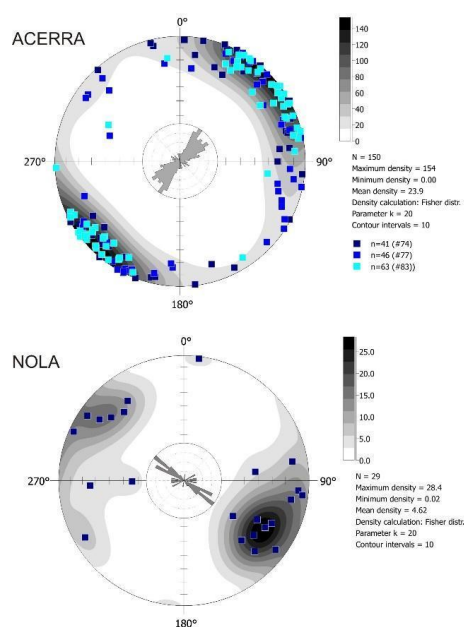 ACERRA
0°
270°
90°
180°
140
120
100
80
60
40
20
0
N = 150
Maximum density = 154
Minimum density = 0.00
Mean density = 23.9
Density calculation: Fisher distr.
Parameter k = 20
Contour intervals = 10
n=41 (#74)
n=46 (#77)
n=63 (#83))
NOLA
0°
270°
90°
180°
25.0
20.0
15.0
10.0
5.0
0.0
N = 29
Maximum density = 28.4
Minimum density = 0.02
Mean density = 4.62
Density calculation: Fisher distr.
Parameter k = 20
Contour intervals = 10